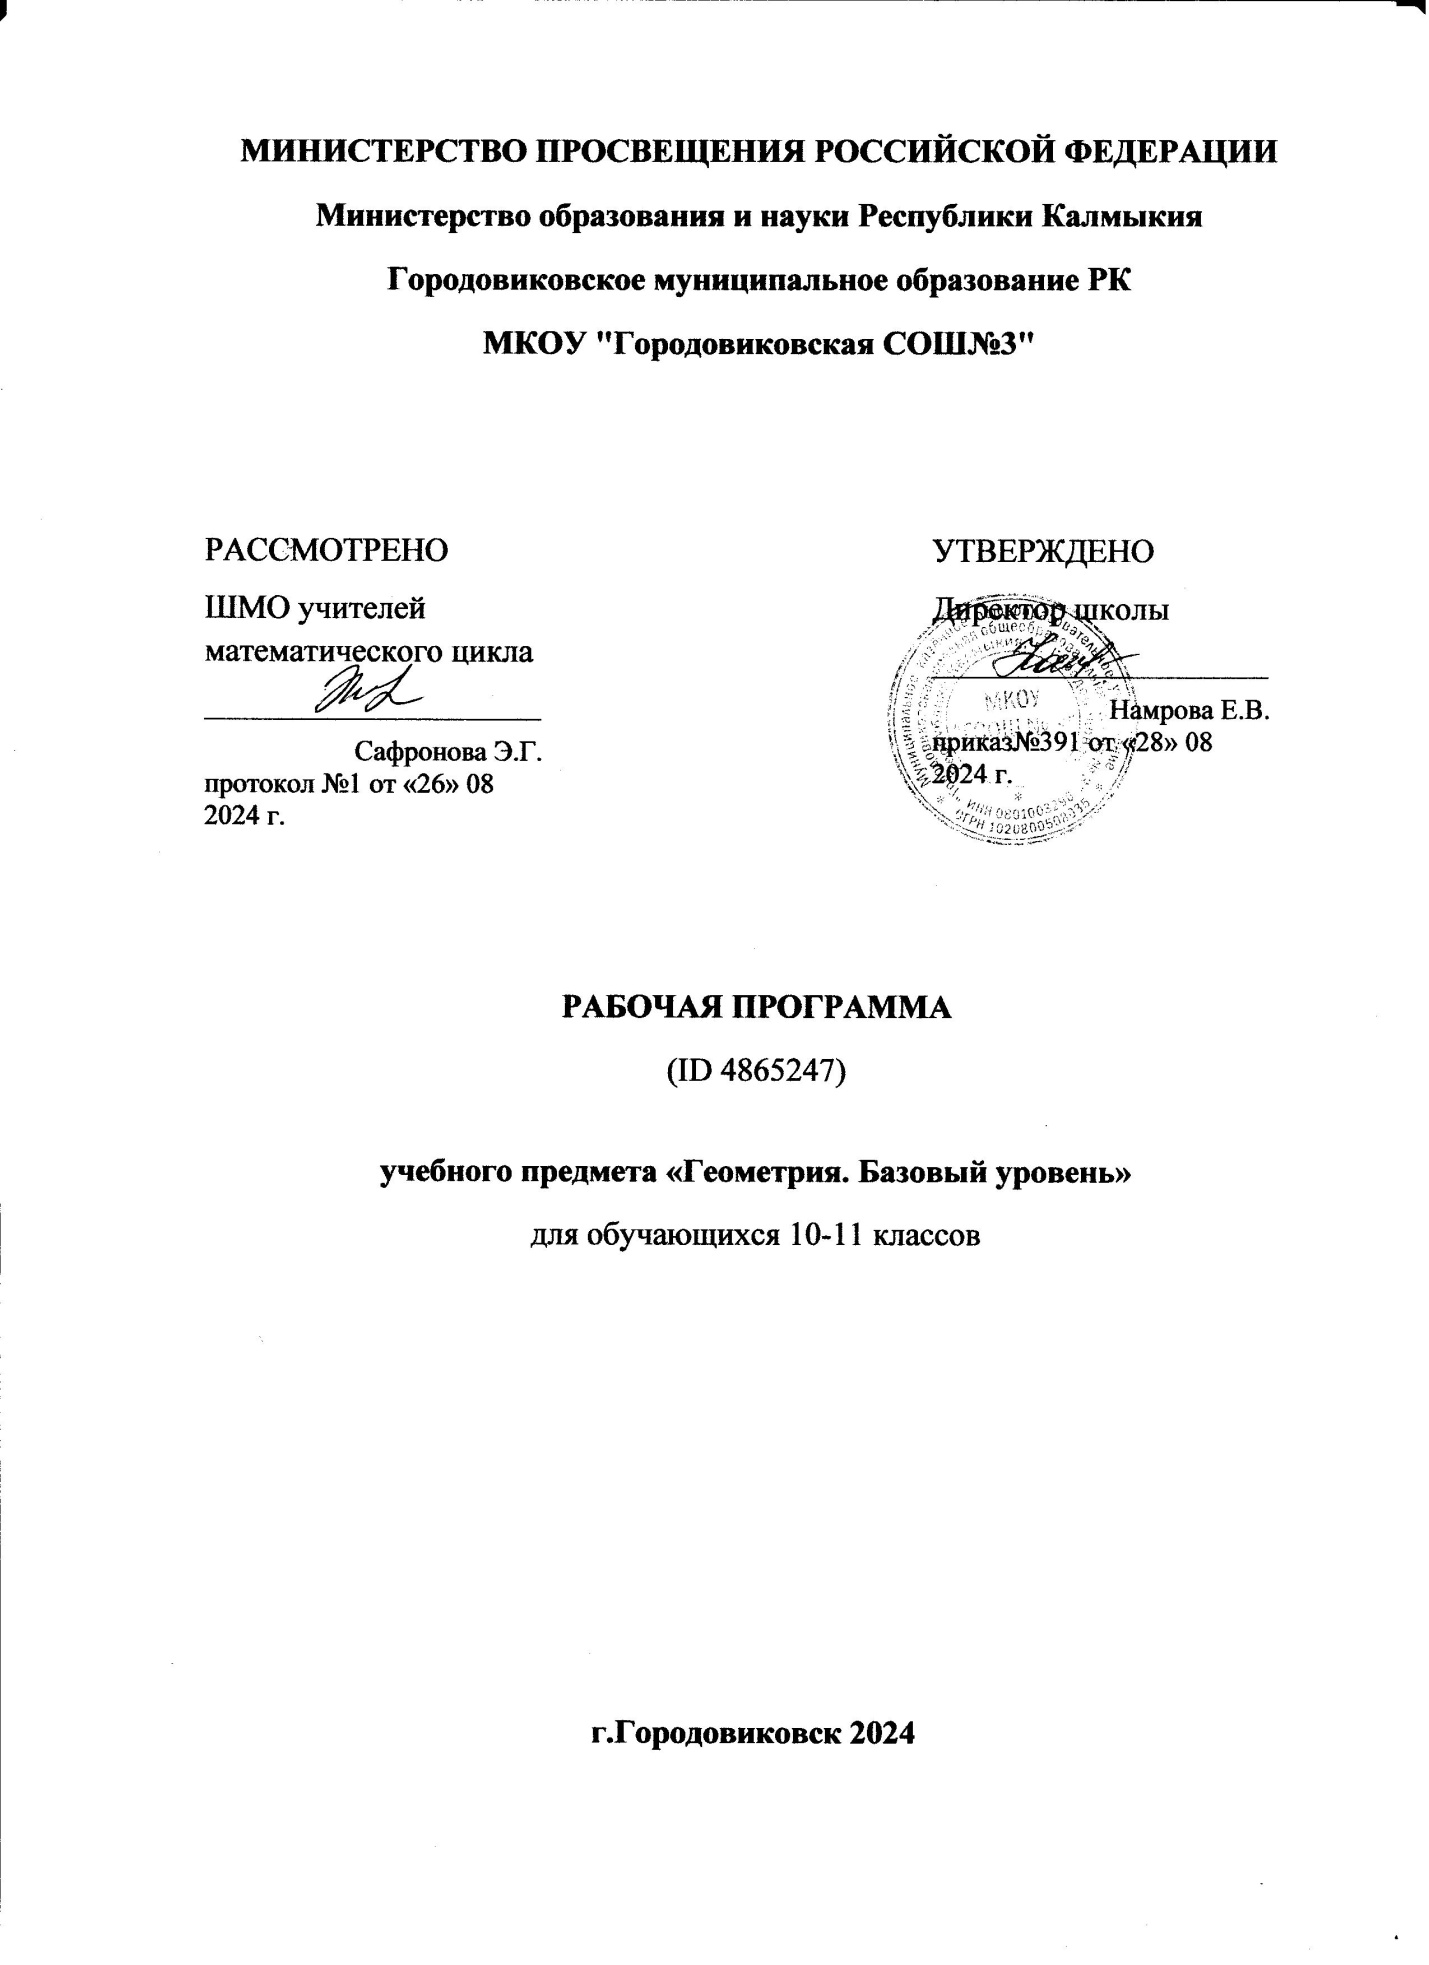 МИНИСТЕРСТВО ПРОСВЕЩЕНИЯ РОССИЙСКОЙ ФЕДЕРАЦИИ
Министерство образования и науки Республики Калмыкия
Городовиковское муниципальное образование РК
МКОУ "Городовиковская СОШ№3"
РАССМОТРЕНО
ШМО учителей
математического цикла
Сафронова Э.Г.
протокол №1 от «26» 08
2024 г.
УТВЕРЖДЕНО
Директор школы
Намрова Е.В.
приказ№391 от «28» 08
2024 г.
МКОУ
РАБОЧАЯ ПРОГРАММА
(ID 4865247)
учебного предмета «Геометрия. Базовый уровень»
для обучающихся 10-11 классов
г.Городовиковск 2024